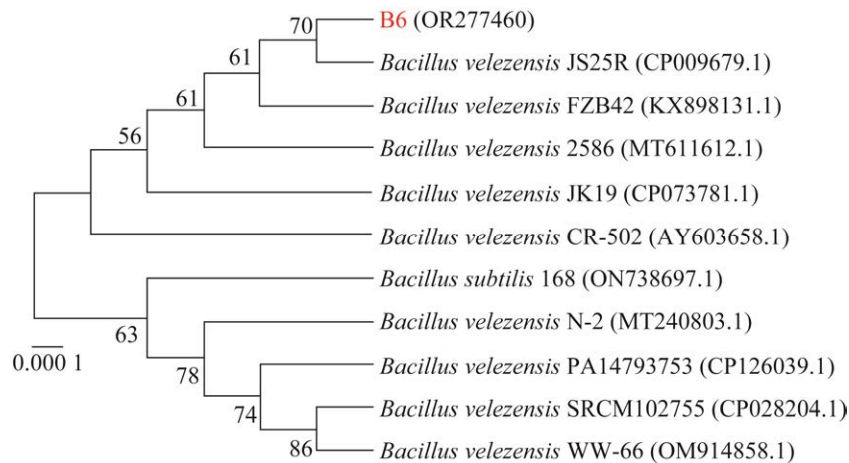 70
B6 (OR277460)
61
Bacillus velezensis JS25R (CP009679.1)
61
Bacillus velezensis FZB42 (KX898131.1)
56
Bacillus velezensis 2586 (MT611612.1)
Bacillus velezensis JK19 (CP073781.1)
Bacillus velezensis CR-502 (AY603658.1)
Bacillus subtilis 168 (ON738697.1)
63
Bacillus velezensis N-2 (MT240803.1)
0.000 1
78
Bacillus velezensis PA14793753 (CP126039.1)
74
Bacillus velezensis SRCM102755 (CP028204.1)
86
Bacillus velezensis WW-66 (OM914858.1)